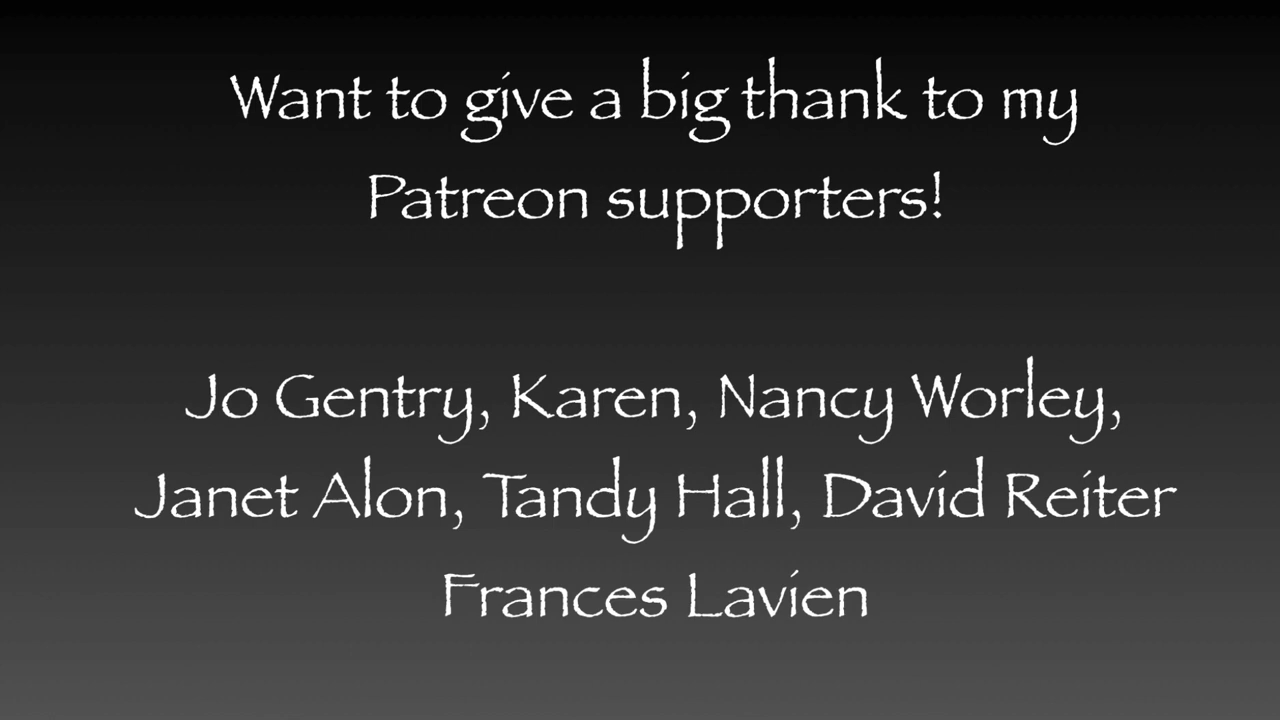 Want to give a big thank to my
Patreon supporters!
Jo Gentry, Karen, Nancy Worley,
Janet Alon, Tandy Hall, David Reiter
Frances Lavien